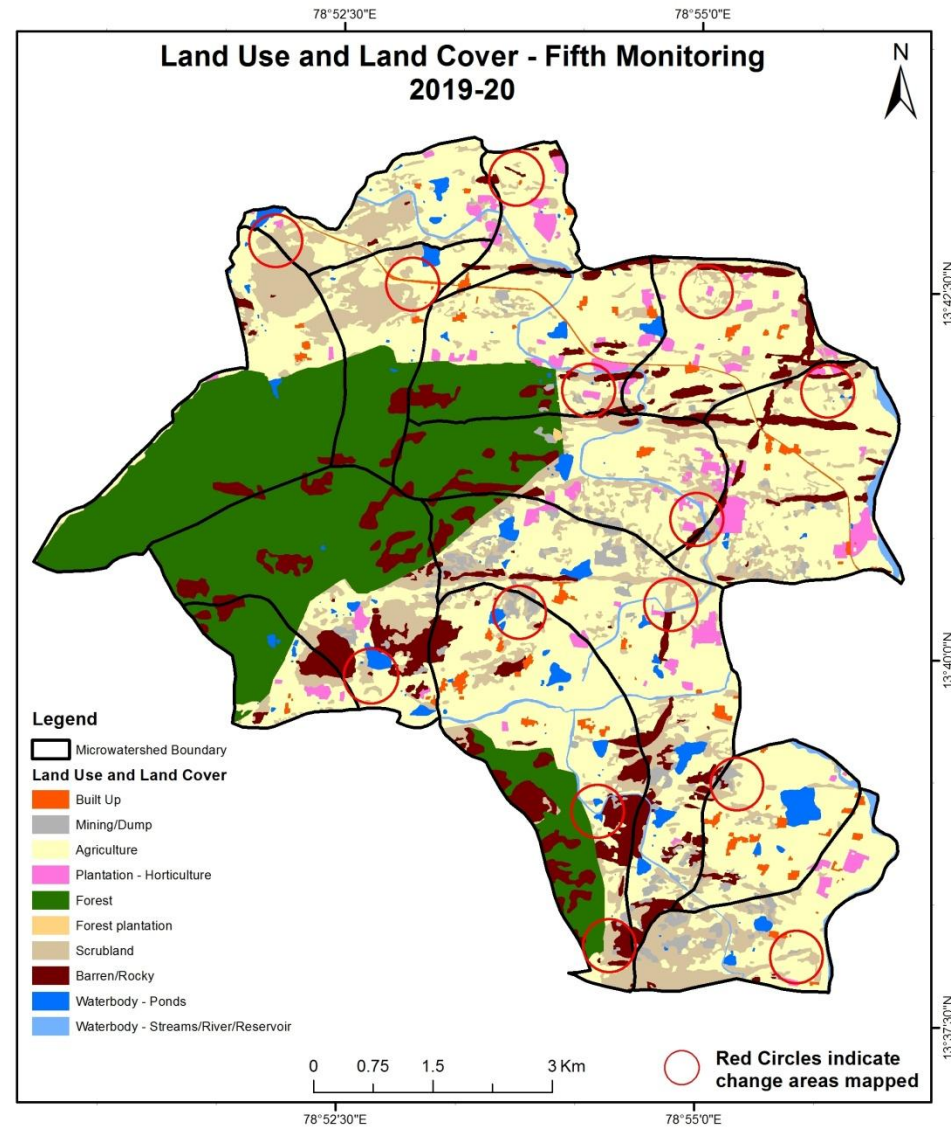 78°52'30"E
78°55'0"E
Land Use and Land Cover - Fifth Monitoring
2019-20
N
13°42'30"N
13°40'0"N
13°37'30"N
Legend
Microwatershed Boundary
Land Use and Land Cover
Built Up
Mining/Dump
Agriculture
Plantation - Horticulture
Forest
Forest plantation
Scrubland
Barren/Rocky
Waterbody - Ponds
Waterbody - Streams/River/Reservoir
0 0.75 1.5 3 Km
Red Circles indicate
change areas mapped
78°52'30"E
78°55'0"E